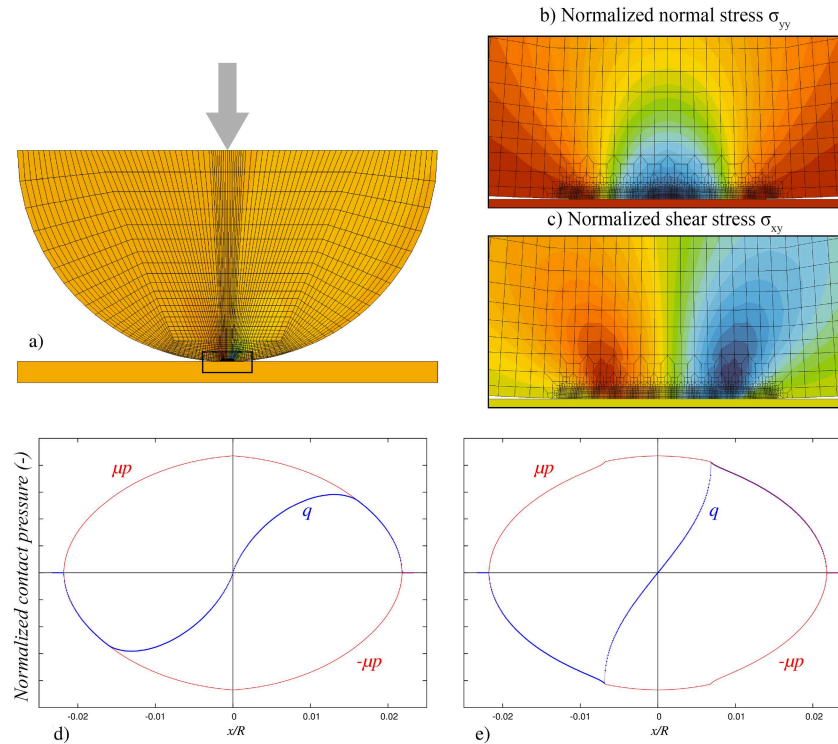 b) Normalized normal stress σyy
a)
c) Normalized shear stress σxy
Normalized contact pressure (-)
μp
q
-μp
-0.02
-0.01
0
0.01
0.02
d)
x/R
μp
q
-μp
-0.02
-0.01
0
0.01
0.02
e)
x/R